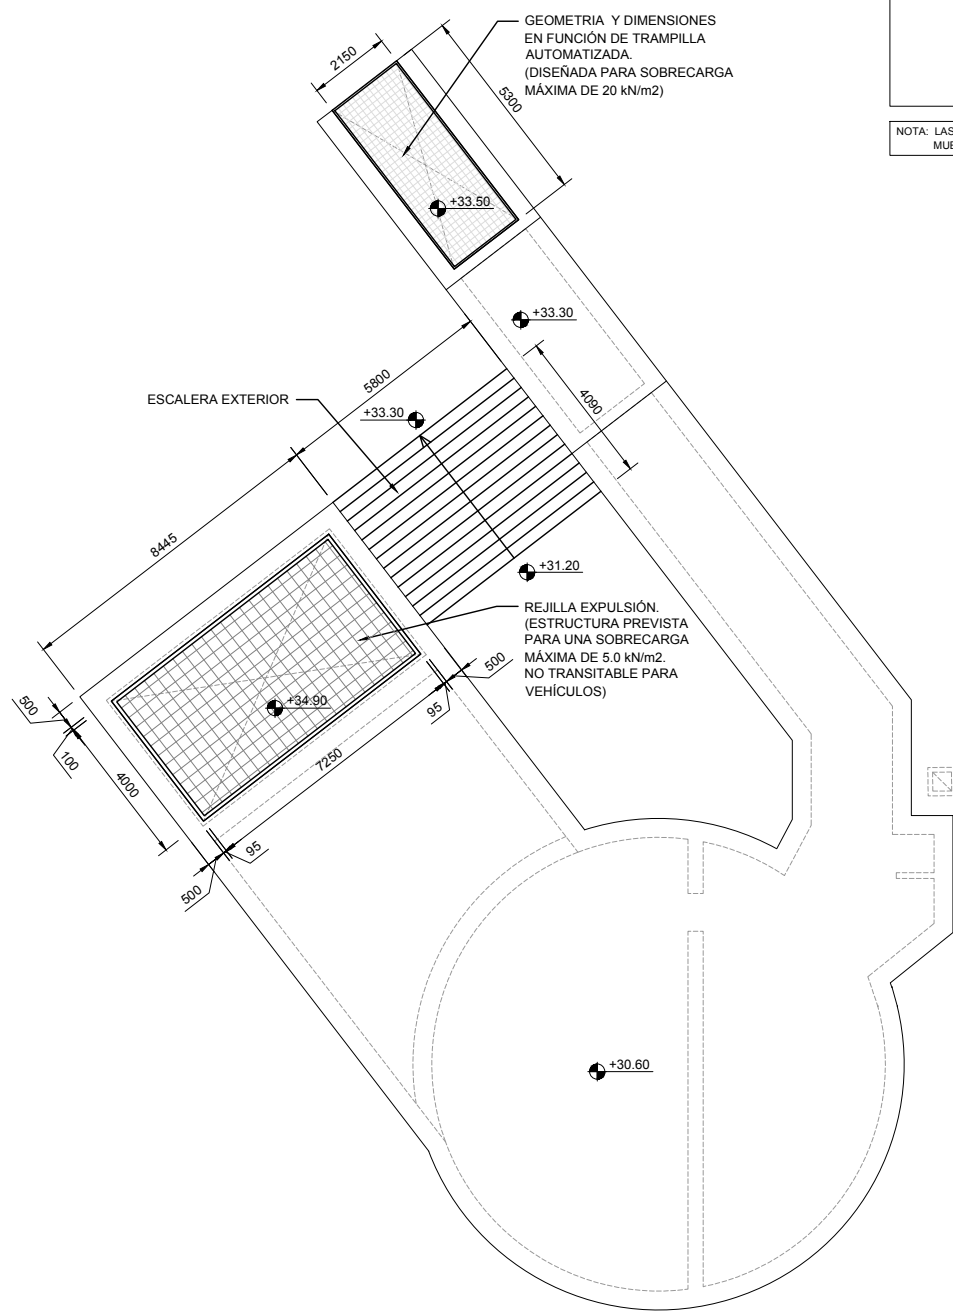 GEOMETRIA Y DIMENSIONES
EN FUNCIÓN DE TRAMPILLA
AUTOMATIZADA.
(DISEÑADA PARA SOBRECARGA
MÁXIMA DE 20 kN/m2)
2150
5300
NOTA: LAS
MUE
+33.50
+33.30
5800
4090
ESCALERA EXTERIOR
+33.30
8445
+31.20
REJILLA EXPULSIÓN.
(ESTRUCTURA PREVISTA
PARA UNA SOBRECARGA
MÁXIMA DE 5.0 kN/m2.
NO TRANSITABLE PARA
VEHÍCULOS)
500
95
+34.90
500
100
4000
7250
95
500
+30.60